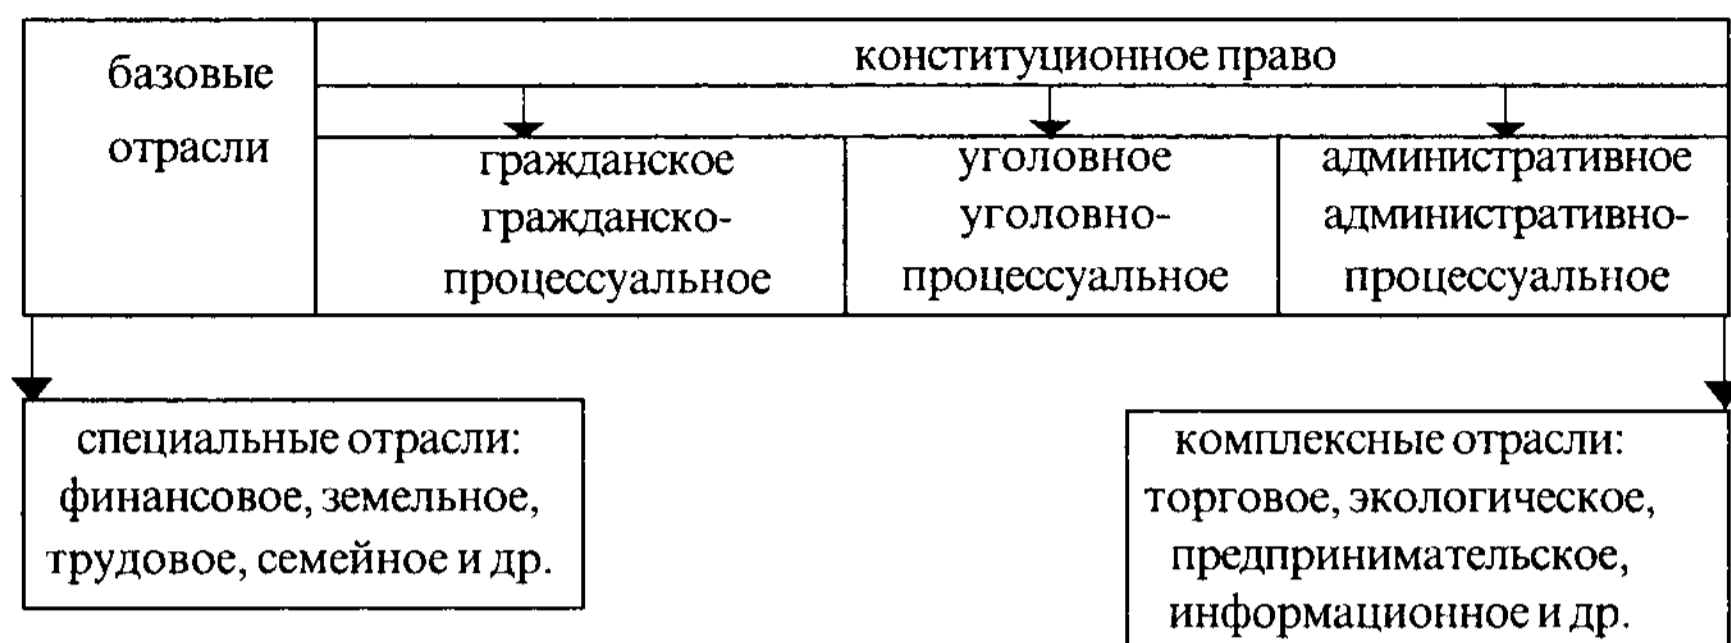 базовые
отрасли
конституционное право
гражданское
гражданско-
процессуальное
уголовное
уголовно-
процессуальное
административное
административно-
процессуальное
специальные отрасли:
финансовое, земельное,
трудовое, семейное и др.
комплексные отрасли:
торговое, экологическое,
предпринимательское,
информационное и др.